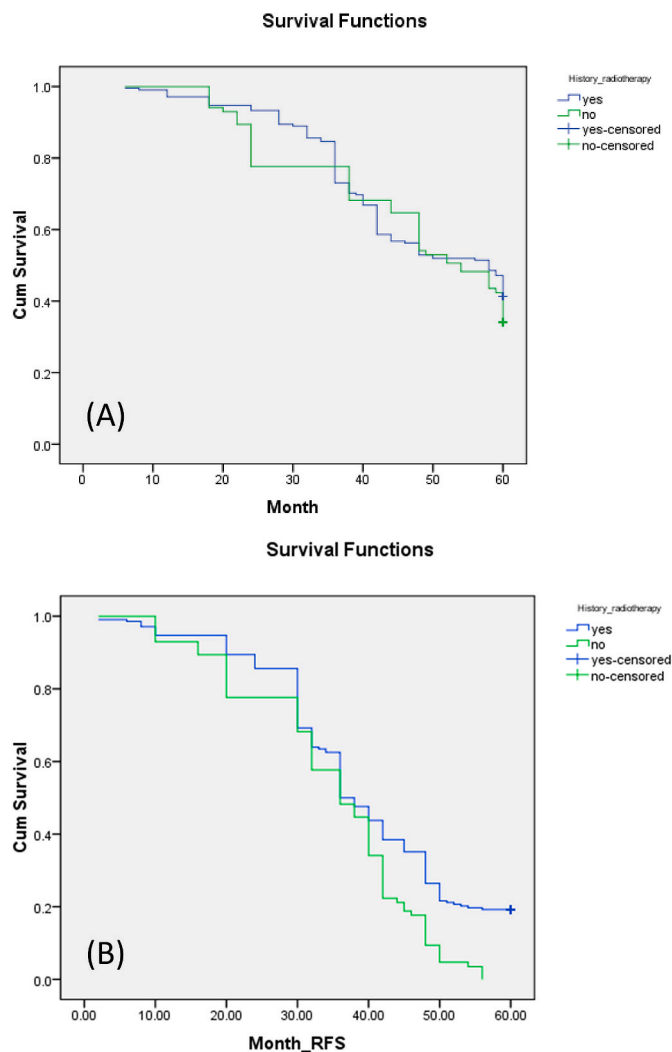 Survival Functions
History_radiotherapy
yes
no
yes-censored
no-censored
Cum Survival
1.0
0.8
0.6
0.4
0.2
0.0
(A)
0 10 20 30 40 50 60
Month
Survival Functions
History_radiotherapy
yes
no
yes-censored
no-censored
Cum Survival
1.0
0.8
0.6
0.4
0.2
0.0
(B)
0.00 10.00 20.00 30.00 40.00 50.00 60.00
Month_RFS